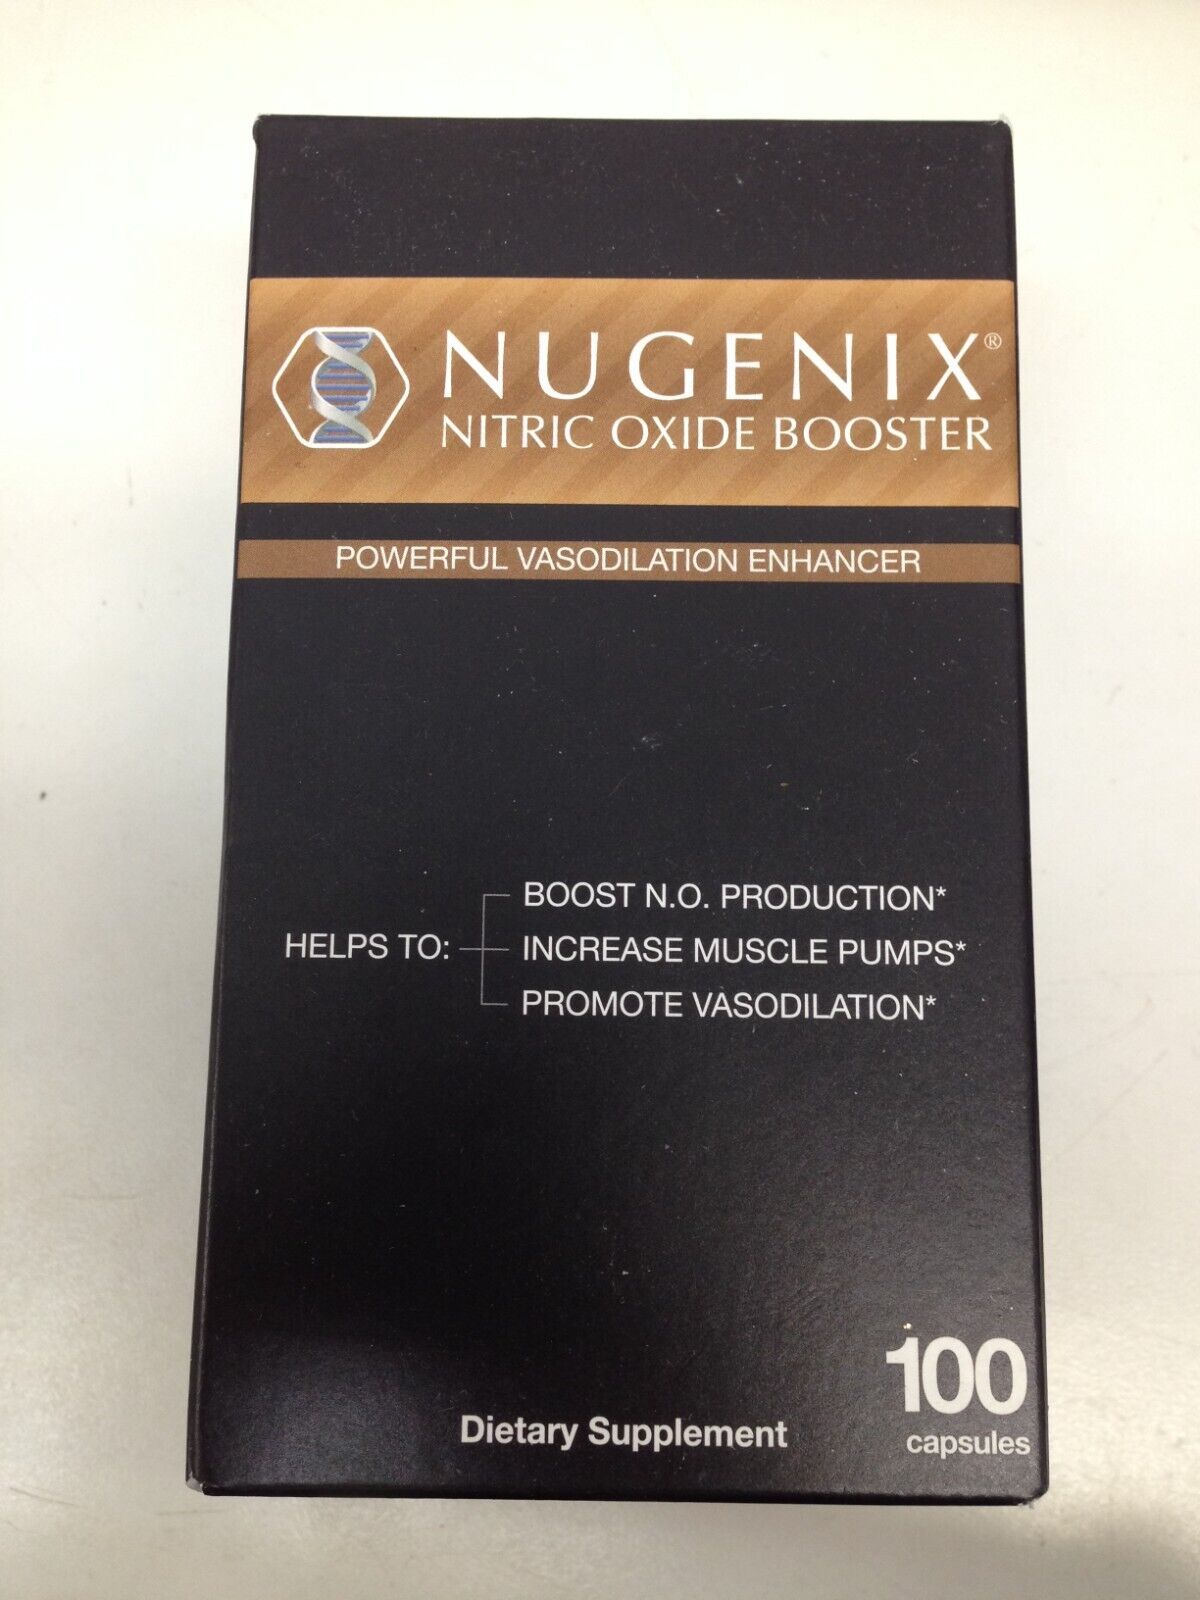 NUGENIX®
NITRIC OXIDE BOOSTER
POWERFUL VASODILATION ENHANCER
HELPS TO:
BOOST N.O. PRODUCTION*
INCREASE MUSCLE PUMPS*
PROMOTE VASODILATION*
Dietary Supplement
100
capsules